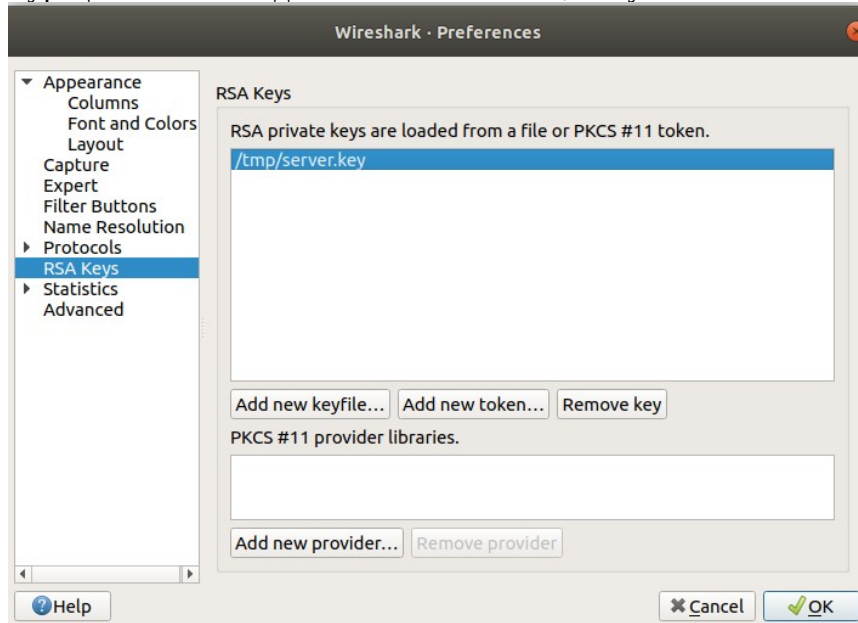 Wireshark · Preferences
Appearance
Columns
Font and Colors
Layout
Capture
Expert
Filter Buttons
Name Resolution
Protocols
RSA Keys
Statistics
Advanced
RSA Keys
RSA private keys are loaded from a file or PKCS #11 token.
/tmp/server.key
Add new keyfile... Add new token... Remove key
PKCS #11 provider libraries.
Add new provider... Remove provider
Help Cancel OK